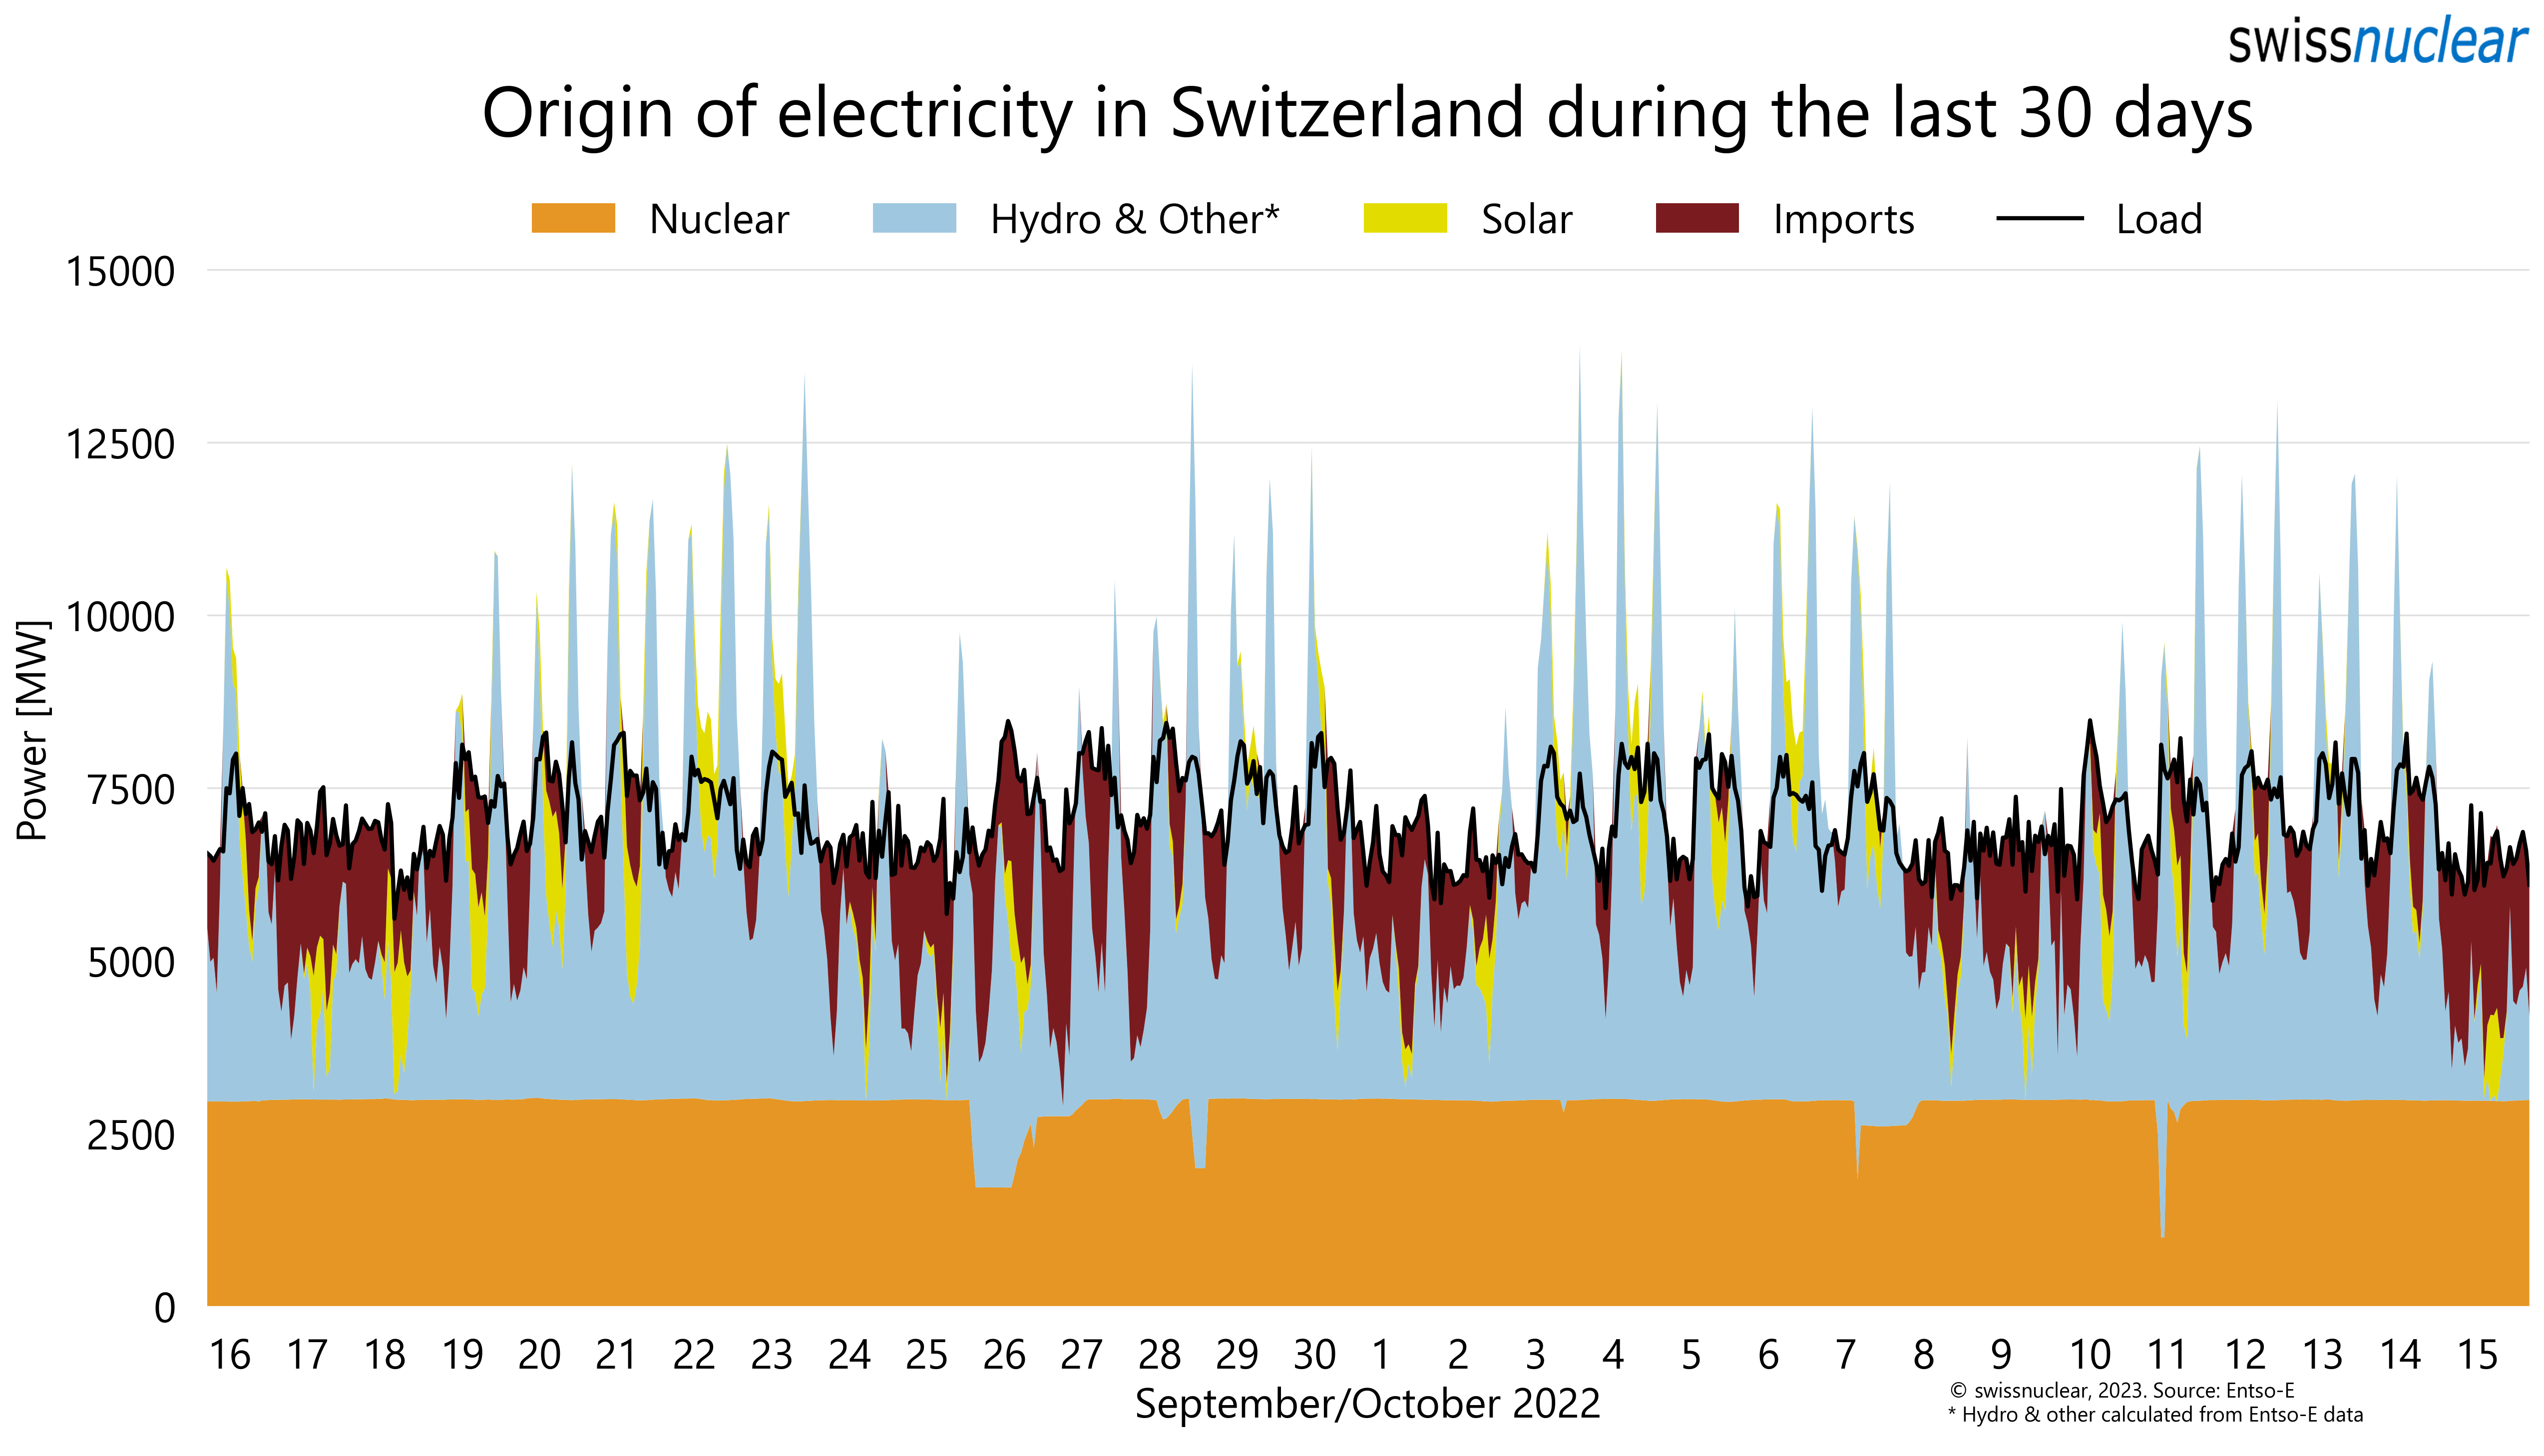 swissnuclear
Origin of electricity in Switzerland during the last 30 days
Nuclear Hydro & Other* Solar Imports Load
15000
12500
10000
7500
5000
2500
0
Power [MW]
16 17 18 19 20 21 22 23 24 25 26 27 28 29 30 1 2 3 4 5 6 7 8 9 10 11 12 13 14 15
September/October 2022
© swissnuclear, 2023. Source: Entso-E
* Hydro & other calculated from Entso-E data